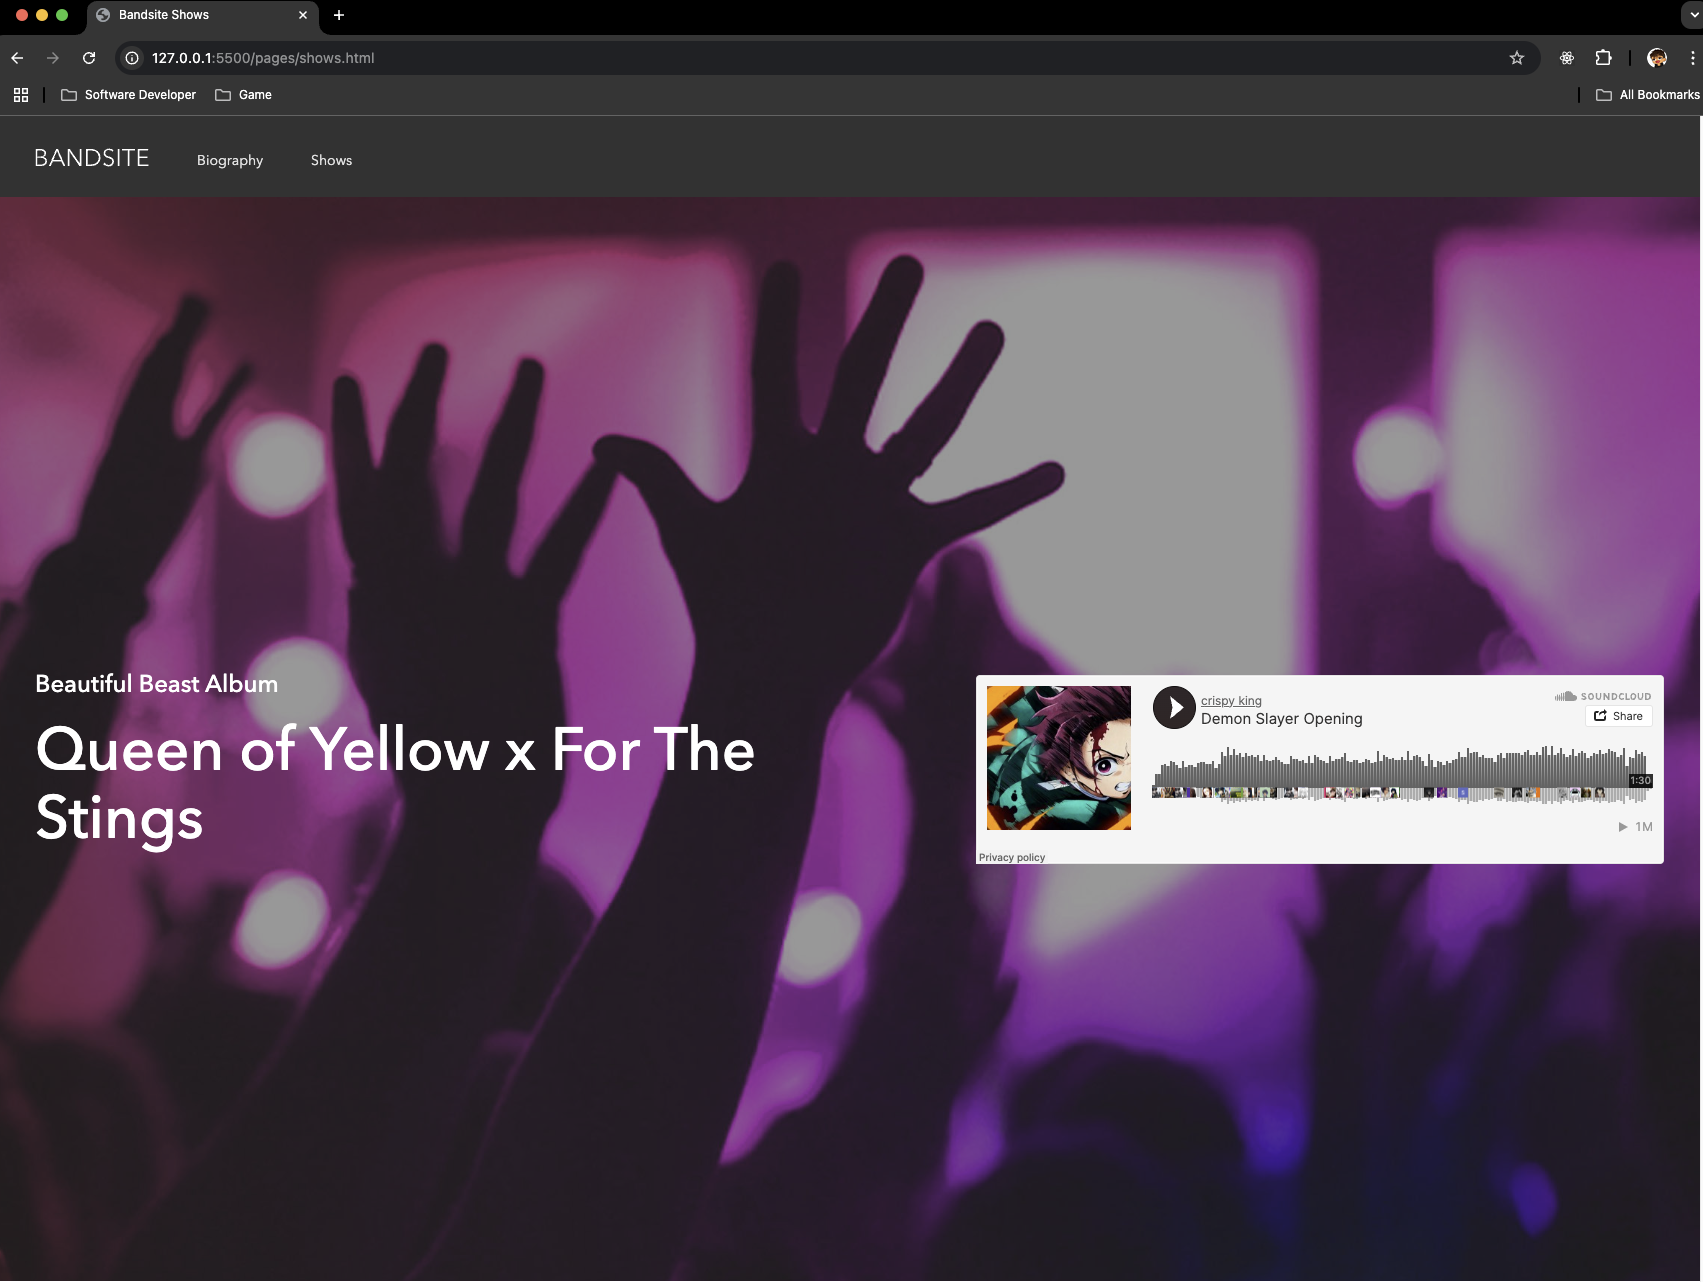 Bandsite Shows
127.0.0.1:5500/pages/shows.html
Software Developer
Game
All Bookmarks
BANDSITE
Biography
Shows
Beautiful Beast Album
Queen of Yellow x For The
Stings
crispy king
Demon Slayer Opening
SOUNDCLOUD
Share
1:30
1M
Privacy policy